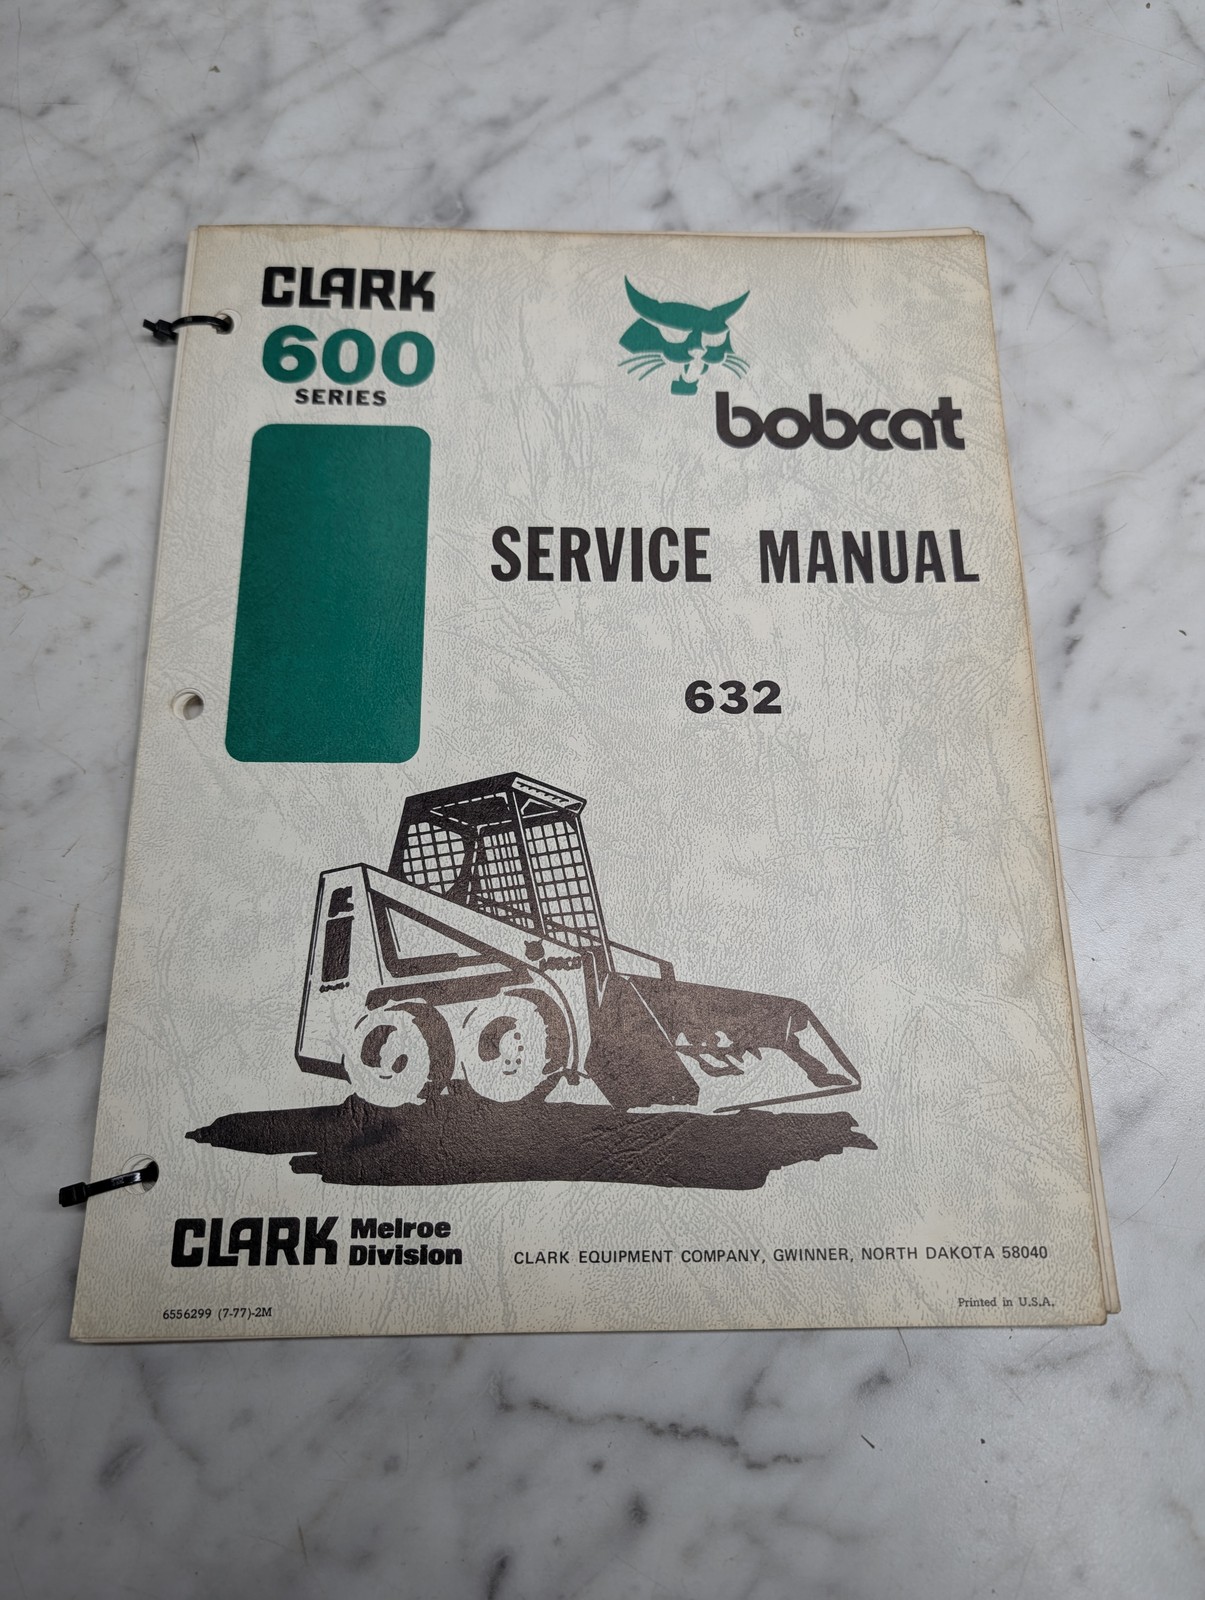 CLARK
600
SERIES
bobcat
SERVICE MANUAL
632
CLARK Melroe
Division
CLARK EQUIPMENT COMPANY, GWINNER, NORTH DAKOTA 58040
6556299 (7-77)-2M
Printed in U.S.A.